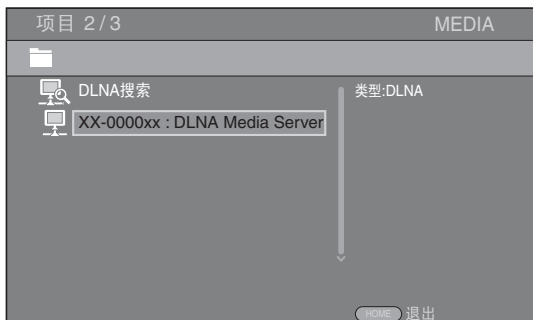 项目 2/3 MEDIA
DLNA搜索 类型:DLNA
XX-0000xx : DLNA Media Server
HOME 退出